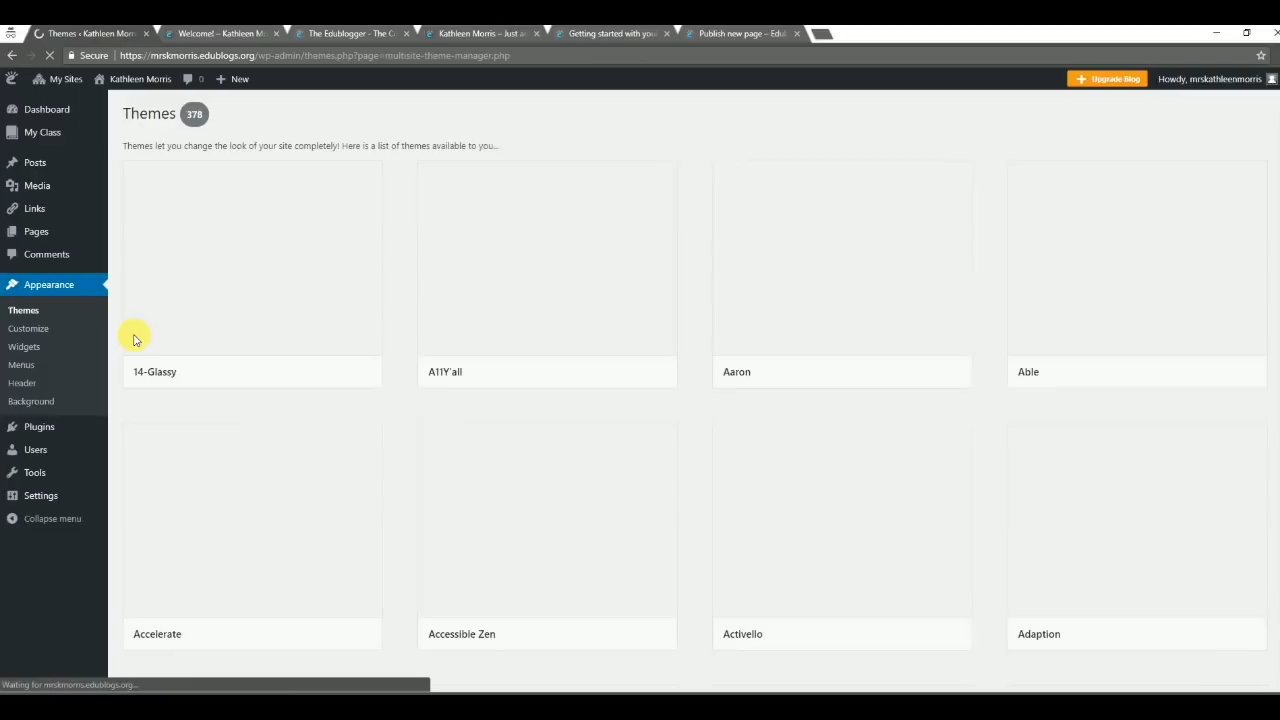 Themes ‹ Kathleen Morri
Welcome! – Kathleen Mo
The Edublogger - The C
Kathleen Morris – Just a
Getting started with you
Publish new page – Edu
Secure
https://mrskmorris.edublogs.org/wp-admin/themes.php?page=multisite-theme-manager.php
My Sites
Kathleen Morris
0
New
Upgrade Blog
Howdy, mrskathleenmorris
Dashboard
My Class
Posts
Media
Links
Pages
Comments
Appearance
Themes
Customize
Widgets
Menus
Header
Background
Plugins
Users
Tools
Settings
Collapse menu
Themes 378
Themes let you change the look of your site completely! Here is a list of themes available to you...
14-Glassy
A11Y'all
Aaron
Able
Accelerate
Accessible Zen
Activello
Adaption
Waiting for mrskmorris.edublogs.org...